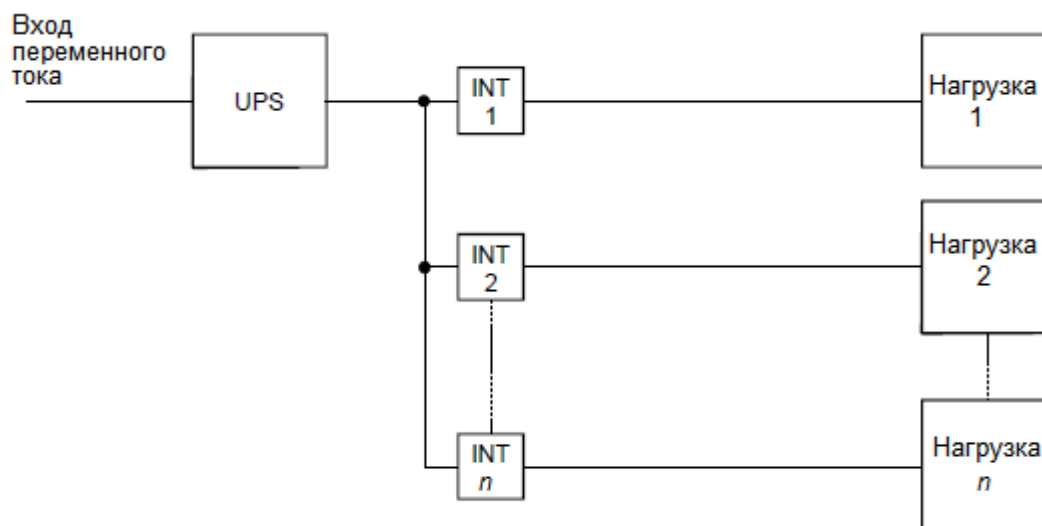 Вход
переменного
тока
UPS
INT
1
Нагрузка
1
INT
2
Нагрузка
2
INT
n
Нагрузка
n